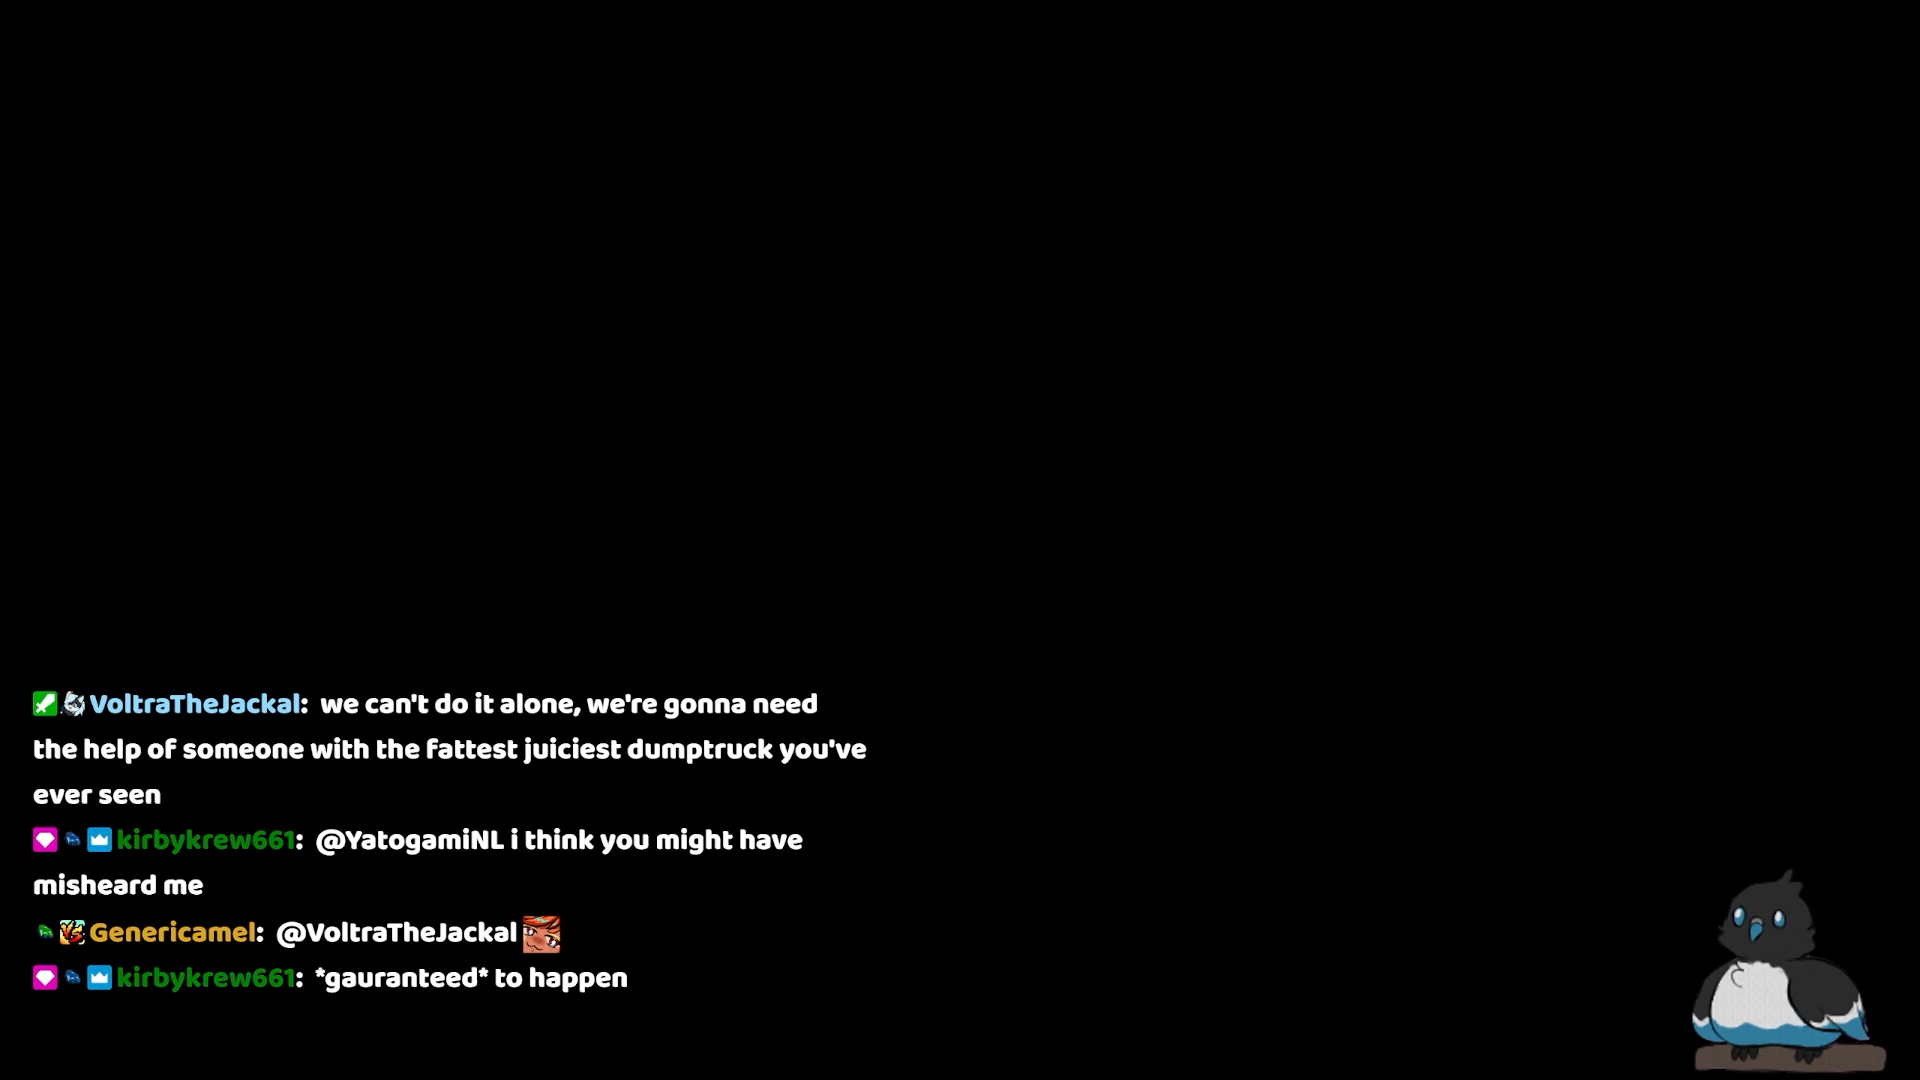 VoltraTheJackal: we can't do it alone, we're gonna need
the help of someone with the fattest juiciest dumptruck you've
ever seen
kirbykrew661: @YatogamiNL i think you might have
misheard me
Genericamel: @VoltraTheJackal
kirbykrew661: *gauranteed* to happen